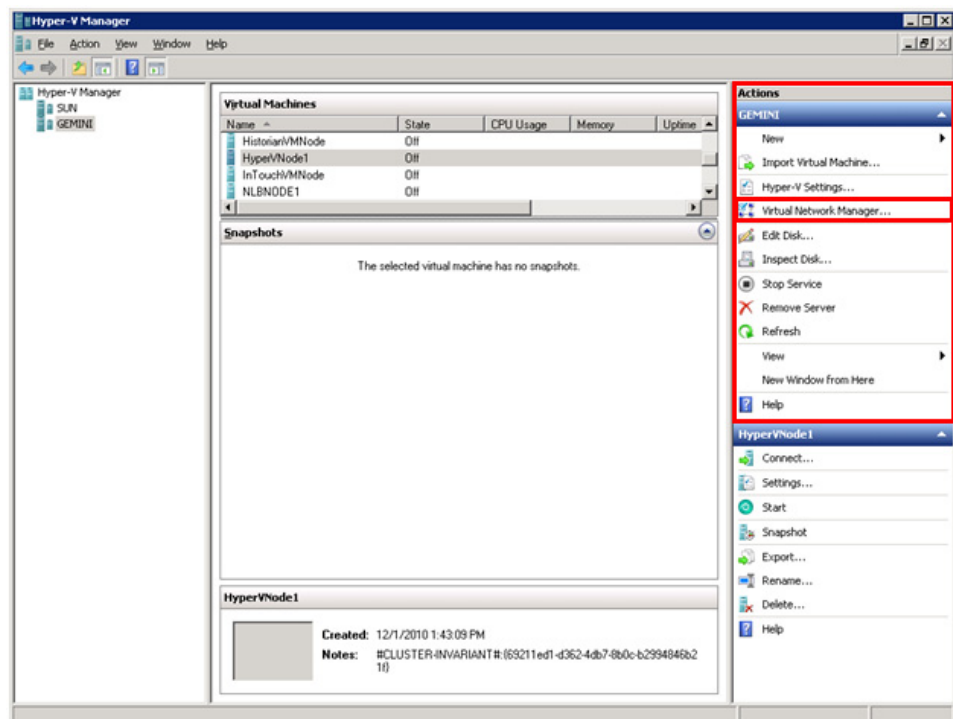 Hyper-V Manager
File Action View Window Help
Hyper-V Manager
SUN
GEMINI
Virtual Machines
Name State CPU Usage Memory Uptime
HistorianVMNode Off
HyperVNode1 Off
InTouchVMNode Off
NLBNODE1 Off
Snapshots
The selected virtual machine has no snapshots.
HyperVNode1
Created: 12/1/2010 1:43:09 PM
Notes: #CLUSTER-INVARIANT#:{69211ed1-d362-4db7-8b0c-b2994846b2
1f}
Actions
GEMINI
New
Import Virtual Machine...
Hyper-V Settings...
Virtual Network Manager...
Edit Disk...
Inspect Disk...
Stop Service
Remove Server
Refresh
View
New Window from Here
Help
HyperVNode1
Connect...
Settings...
Start
Snapshot
Export...
Rename...
Delete...
Help